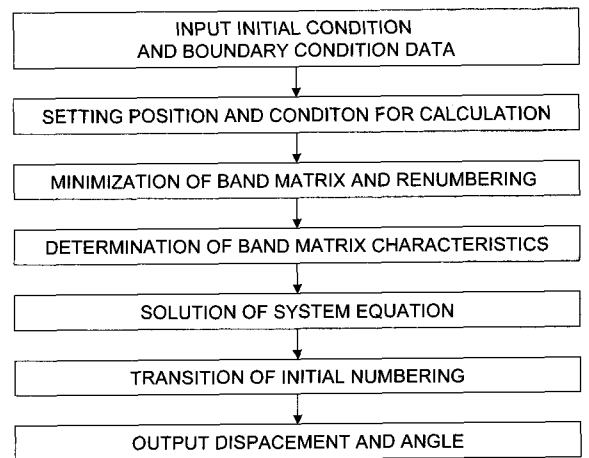 INPUT INITIAL CONDITION
AND BOUNDARY CONDITION DATA
SETTING POSITION AND CONDITON FOR CALCULATION
MINIMIZATION OF BAND MATRIX AND RENUMBERING
DETERMINATION OF BAND MATRIX CHARACTERISTICS
SOLUTION OF SYSTEM EQUATION
TRANSITION OF INITIAL NUMBERING
OUTPUT DISPACEMENT AND ANGLE